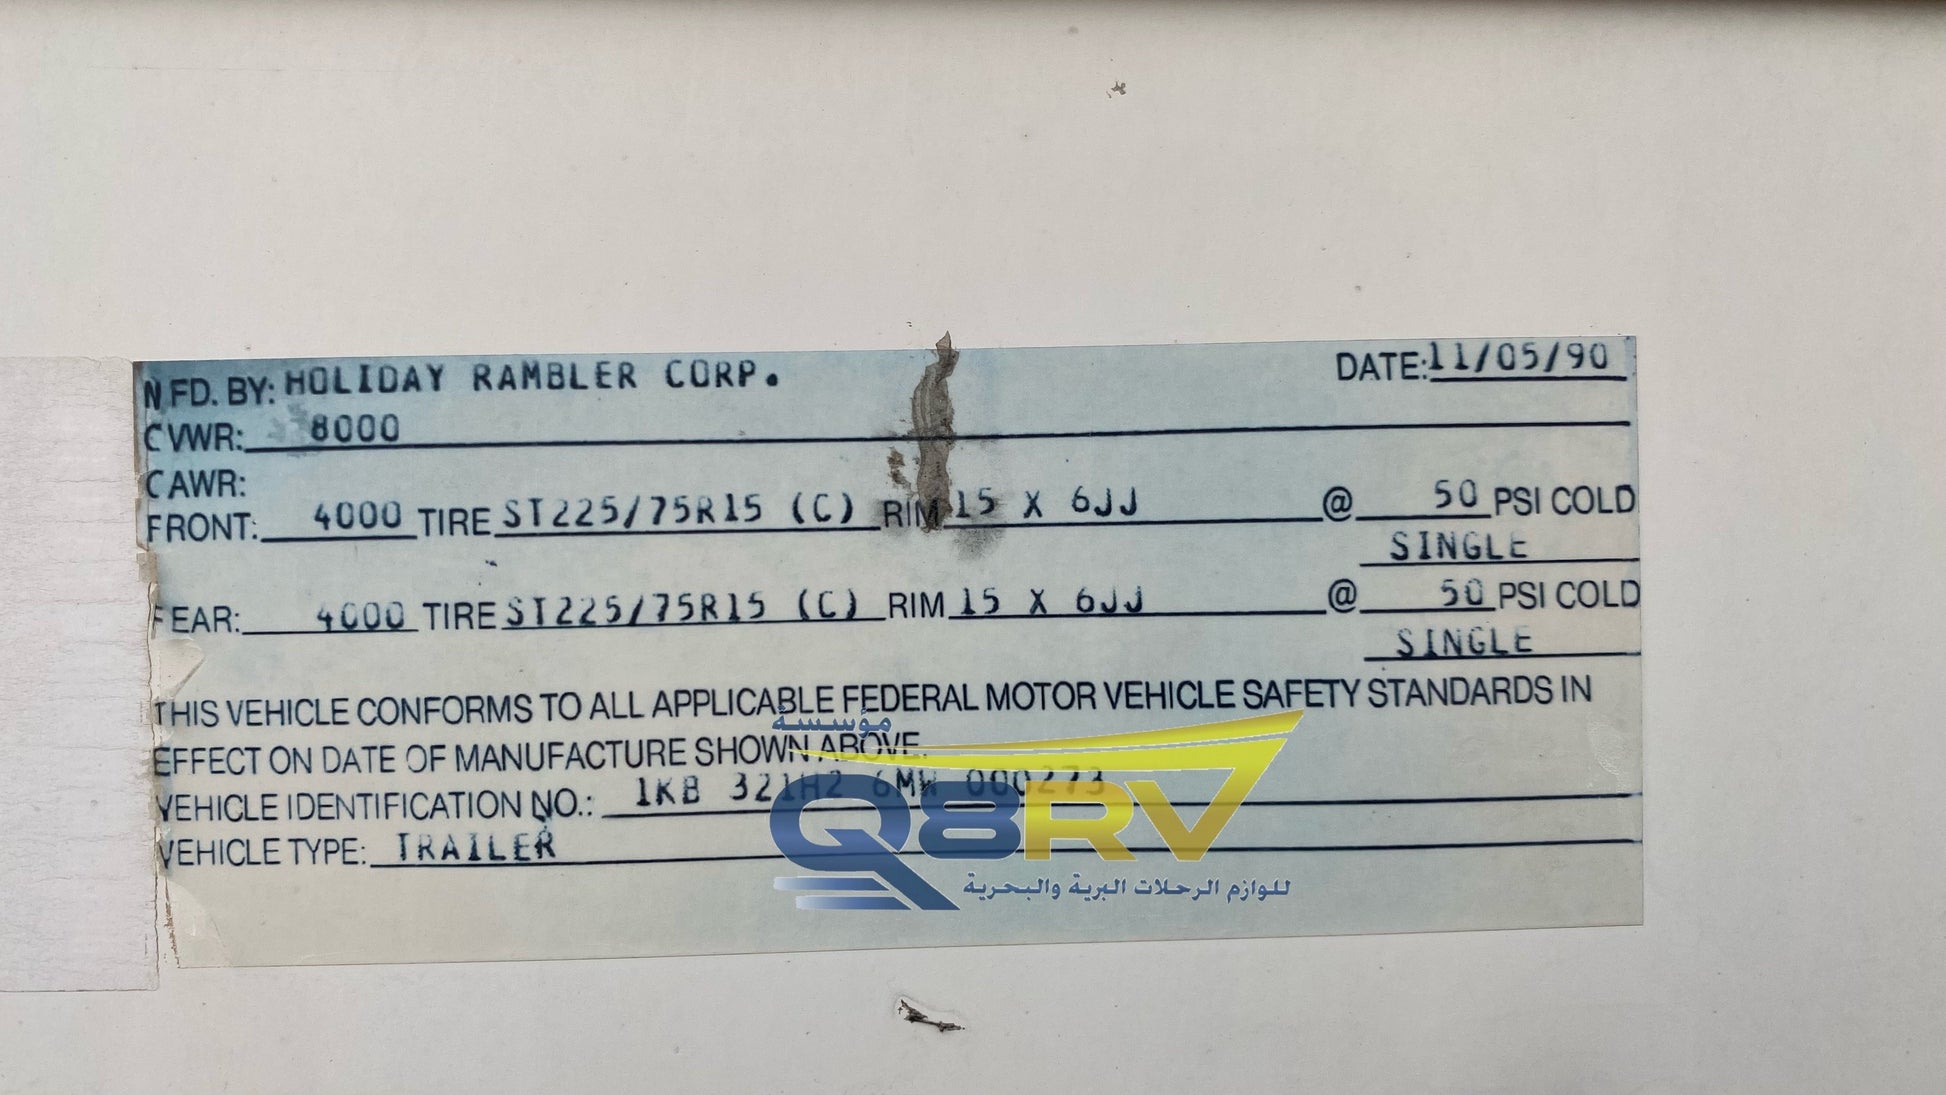 MFD. BY: HOLIDAY RAMBLER CORP. DATE: 11/05/90
GVWR: 8000
GAWR:
FRONT: 4000 TIRE ST225/75R15 (C) RIM 15 X 6JJ @ 50 PSI COLD
SINGLE
REAR: 4000 TIRE ST225/75R15 (C) RIM 15 X 6JJ @ 50 PSI COLD
SINGLE
THIS VEHICLE CONFORMS TO ALL APPLICABLE FEDERAL MOTOR VEHICLE SAFETY STANDARDS IN
EFFECT ON DATE OF MANUFACTURE SHOWN ABOVE.
VEHICLE IDENTIFICATION NO.: 1KB 321H2 6MW 000273
VEHICLE TYPE: TRAILER
مؤسسة
Q8RV
للوازم الرحلات البرية والبحرية